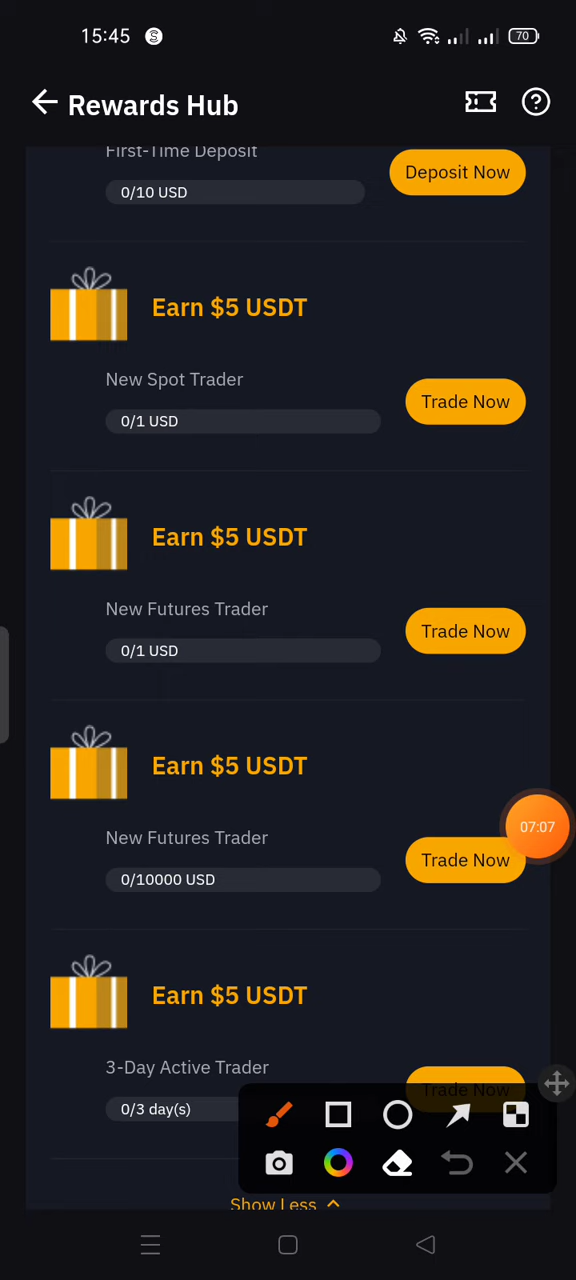 15:45
70
Rewards Hub
First-Time Deposit
Deposit Now
0/10 USD
Earn $5 USDT
New Spot Trader
Trade Now
0/1 USD
Earn $5 USDT
New Futures Trader
Trade Now
0/1 USD
Earn $5 USDT
07:07
New Futures Trader
Trade Now
0/10000 USD
Earn $5 USDT
3-Day Active Trader
Trade Now
0/3 day(s)
Show Less